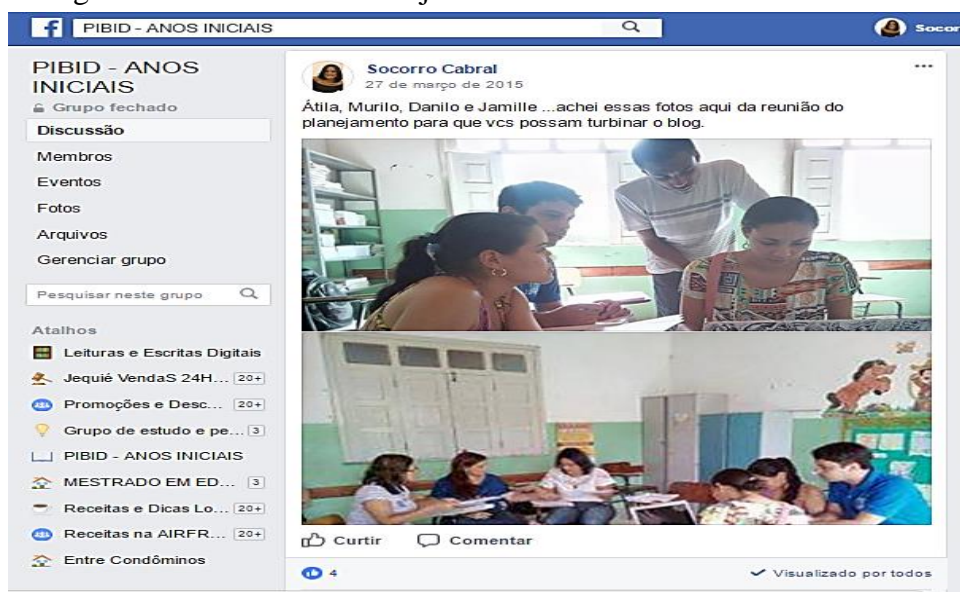 PIBID - ANOS INICIAIS
Socor
PIBID - ANOS
INICIAIS
Grupo fechado
Discussão
Membros
Eventos
Fotos
Arquivos
Gerenciar grupo
Pesquisar neste grupo
Atalhos
Leituras e Escritas Digitais
Jequié VendaS 24H... 20+
Promoções e Desc... 20+
Grupo de estudo e pe... 3
PIBID - ANOS INICIAIS
MESTRADO EM ED... 3
Receitas e Dicas Lo... 20+
Receitas na AIRFR... 20+
Entre Condôminos
Socorro Cabral
27 de março de 2015
Átila, Murilo, Danilo e Jamille ...achei essas fotos aqui da reunião do
planejamento para que vcs possam turbinar o blog.
Curtir Comentar
4 Visualizado por todos